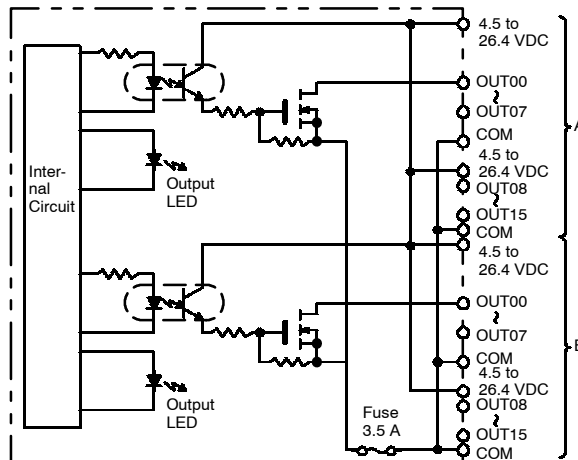 Inter-
nal
Circuit
Output
LED
Output
LED
Fuse
3.5 A
4.5 to
26.4 VDC
OUT00
~
OUT07
COM
4.5 to
26.4 VDC
OUT08
~
OUT15
COM
4.5 to
26.4 VDC
OUT00
~
OUT07
COM
4.5 to
26.4 VDC
OUT08
~
OUT15
COM